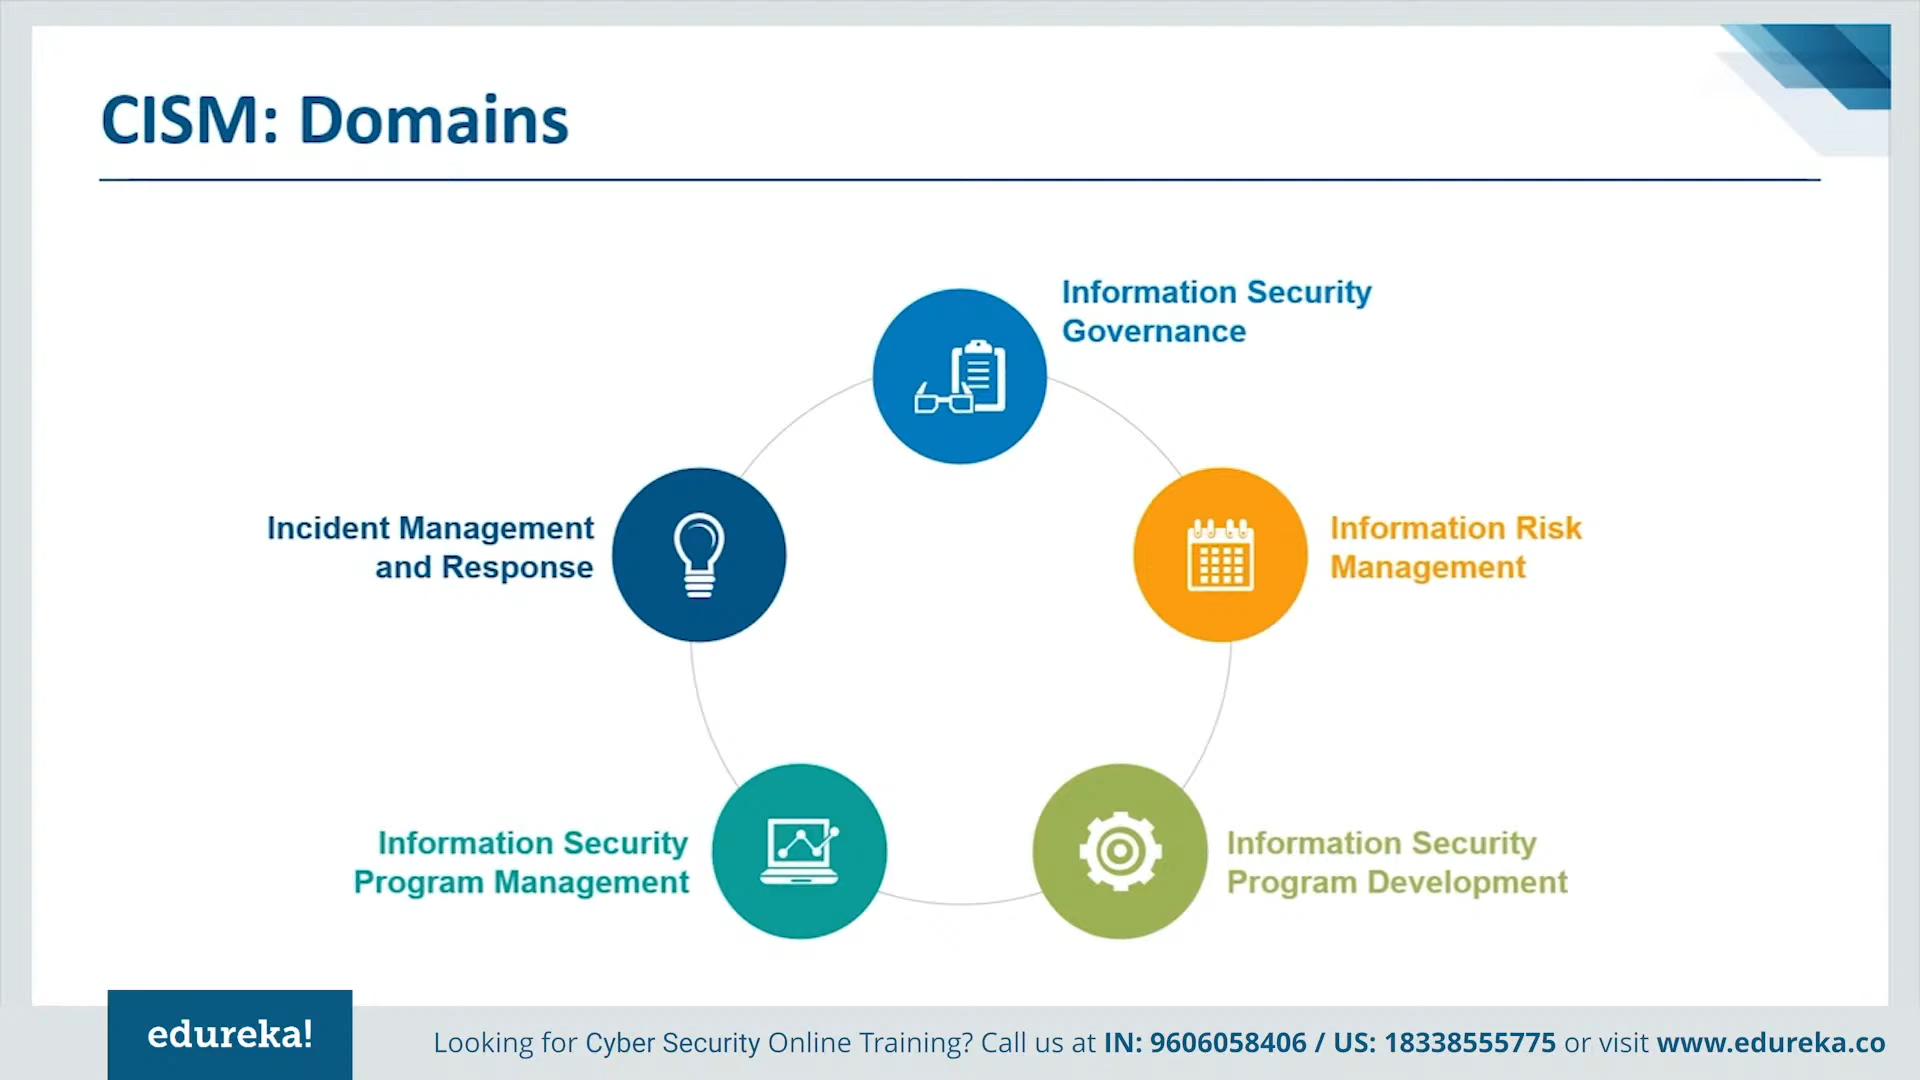 CISM: Domains
Information Security
Governance
Information Risk
Management
Information Security
Program Development
Information Security
Program Management
Incident Management
and Response
edureka!
Looking for Cyber Security Online Training? Call us at IN: 9606058406 / US: 18338555775 or visit www.edureka.co